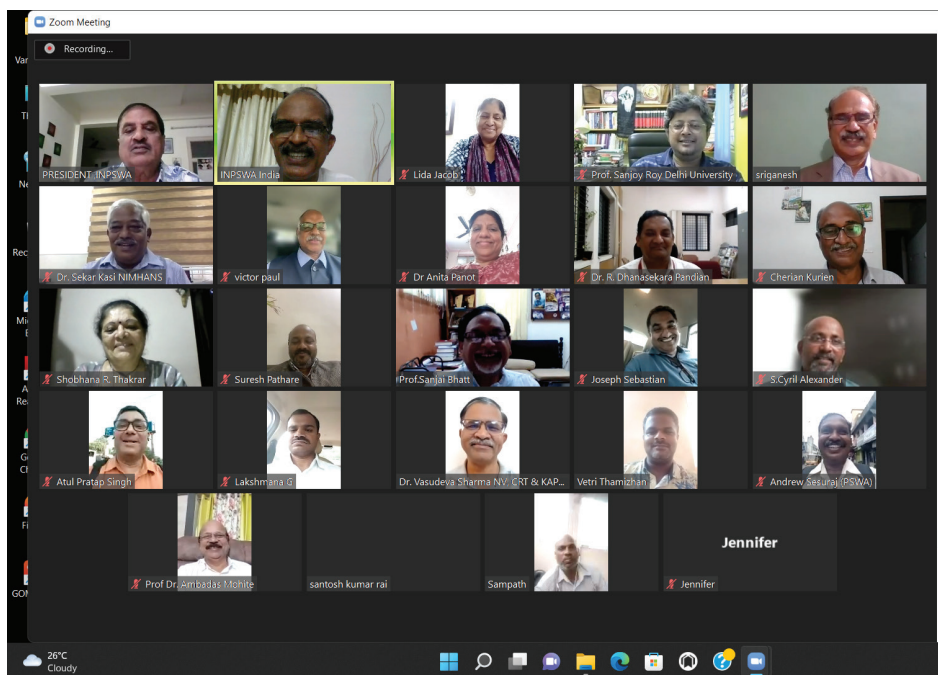 Zoom Meeting
Recording...
PRESIDENT INPSWA
INPSWA India
Lida Jacob
Prof. Sanjoy Roy Delhi University
sriganesh
Dr. Sekar Kasi NIMHANS
victor paul
Dr Anita Panot
Dr. R. Dhanasekara Pandian
Cherian Kurien
Shobhana R. Thakrar
Suresh Pathare
Prof.Sanjai Bhatt
Joseph Sebastian
S.Cyril Alexander
Atul Pratap Singh
Lakshmana G
Dr. Vasudeva Sharma NV, CRT & KAP...
Vetri Thamizhan
Andrew Sesuraj (PSWA)
Prof Dr. Ambadas Mohite
santosh kumar rai
Sampath
Jennifer
Jennifer
26°C
Cloudy